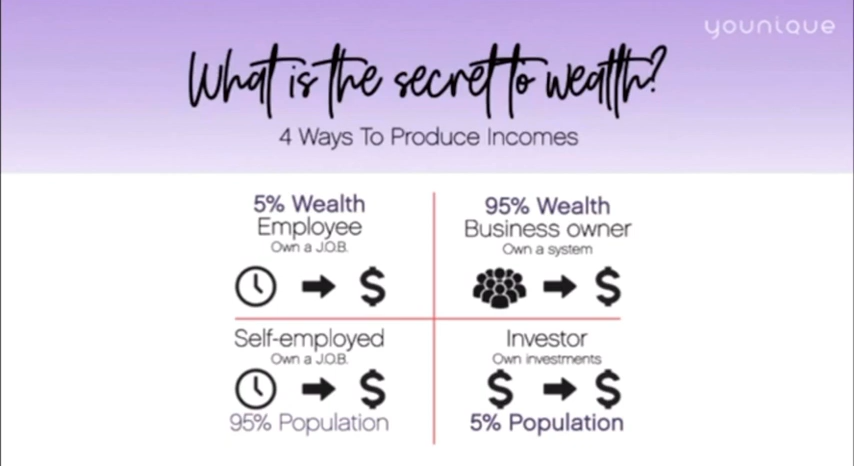 younique
What is the secret to wealth?
4 Ways To Produce Incomes
5% Wealth
Employee
Own a J.O.B.
$
95% Wealth
Business owner
Own a system
$
Self-employed
Own a J.O.B.
$
95% Population
Investor
Own investments
$ $
5% Population